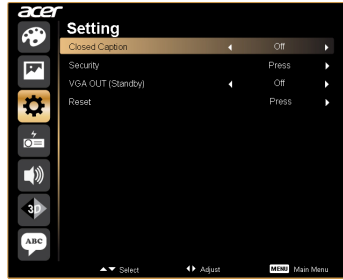 acer
Setting
Closed Caption Off
Security Press
VGA OUT (Standby) Off
Reset Press
3D
ABC
Select Adjust MENU Main Menu